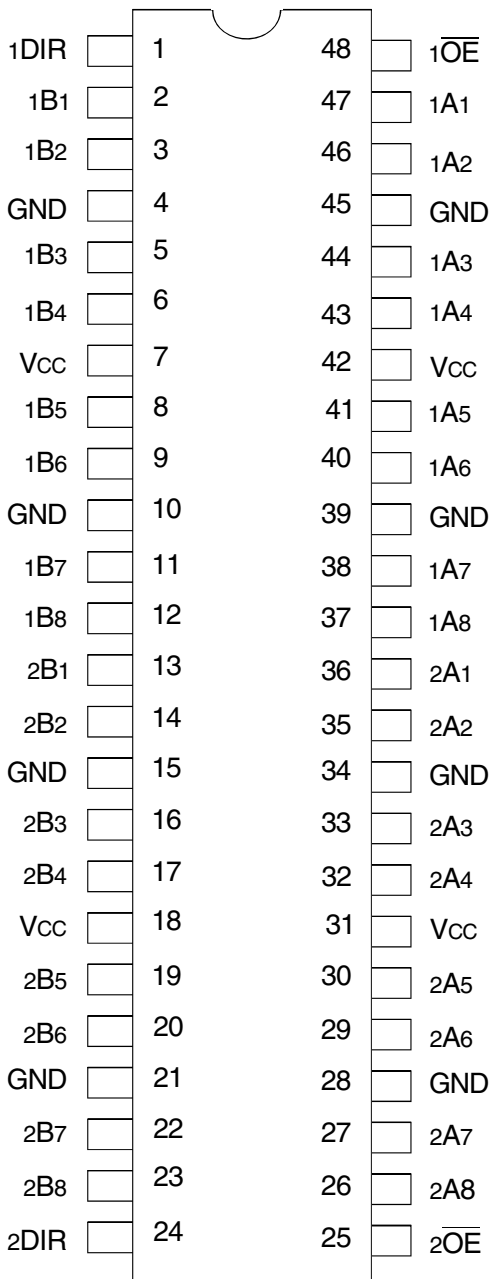 1DIR 1 48 1O̅E̅
1B1 2 47 1A1
1B2 3 46 1A2
GND 4 45 GND
1B3 5 44 1A3
1B4 6 43 1A4
VCC 7 42 VCC
1B5 8 41 1A5
1B6 9 40 1A6
GND 10 39 GND
1B7 11 38 1A7
1B8 12 37 1A8
2B1 13 36 2A1
2B2 14 35 2A2
GND 15 34 GND
2B3 16 33 2A3
2B4 17 32 2A4
VCC 18 31 VCC
2B5 19 30 2A5
2B6 20 29 2A6
GND 21 28 GND
2B7 22 27 2A7
2B8 23 26 2A8
2DIR 24 25 2O̅E̅